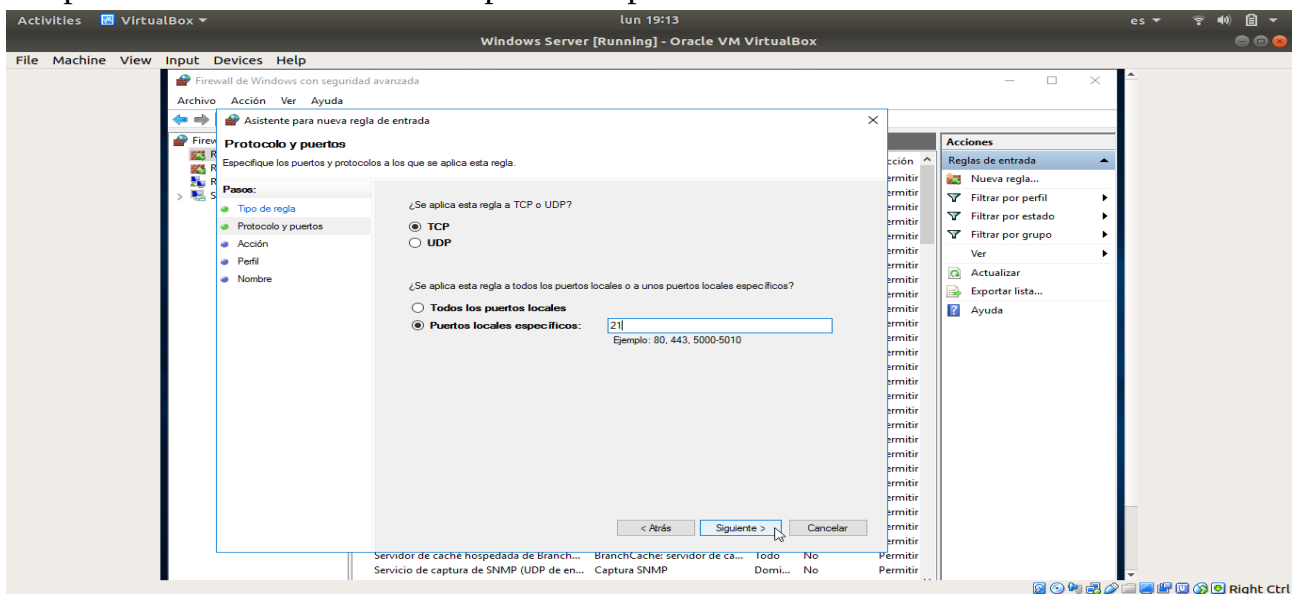 Activities VirtualBox ▾ lun 19:13 es ▾
Windows Server [Running] - Oracle VM VirtualBox
File Machine View Input Devices Help
Firewall de Windows con seguridad avanzada
Archivo Acción Ver Ayuda
Asistente para nueva regla de entrada
Protocolo y puertos
Especifique los puertos y protocolos a los que se aplica esta regla.
Pasos:
Tipo de regla
Protocolo y puertos
Acción
Perfil
Nombre
¿Se aplica esta regla a TCP o UDP?
TCP
UDP
¿Se aplica esta regla a todos los puertos locales o a unos puertos locales específicos?
Todos los puertos locales
Puertos locales específicos: 21
Ejemplo: 80, 443, 5000-5010
< Atrás Siguiente > Cancelar
Servidor de caché hospedada de Branch... BranchCache: servidor de ca... Todo No Permitir
Servicio de captura de SNMP (UDP de en... Captura SNMP Domi... No Permitir
Acciones
Reglas de entrada
Nueva regla...
Filtrar por perfil
Filtrar por estado
Filtrar por grupo
Ver
Actualizar
Exportar lista...
Ayuda
Right Ctrl